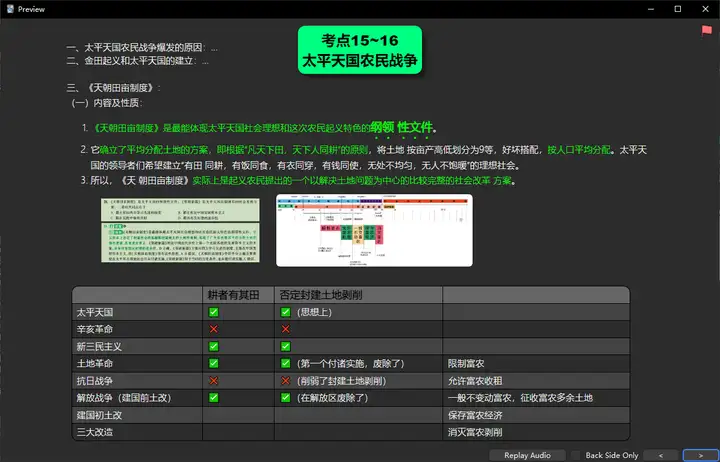 Preview
考点15~16
太平天国农民战争
一、太平天国农民战争爆发的原因：...
二、金田起义和太平天国的建立：...
三、《天朝田亩制度》：
（一）内容及性质：
1. 《天朝田亩制度》是最能体现太平天国社会理想和这次农民起义特色的纲领 性文件。
2. 它确立了平均分配土地的方案，即根据“凡天下田，天下人同耕”的原则，将土地 按亩产高低划分为9等，好坏搭配，按人口平均分配。太平天
国的领导者们希望建立“有田 同耕，有饭同食，有衣同穿，有钱同使，无处不均匀，无人不饱暖”的理想社会。
3. 所以，《天 朝田亩制度》实际上是起义农民提出的一个以解决土地问题为中心的比较完整的社会改革 方案。
耕者有其田 否定封建土地剥削
太平天国 ✅ ✅（思想上）
辛亥革命 ❌ ❌
新三民主义 ✅ ✅
土地革命 ✅ ✅（第一个付诸实施，废除了） 限制富农
抗日战争 ❌ ❌（削弱了封建土地剥削） 允许富农收租
解放战争（建国前土改） ✅ ✅（在解放区废除了） 一般不变动富农，征收富农多余土地
建国初土改 保存富农经济
三大改造 消灭富农剥削
Replay Audio Back Side Only < >